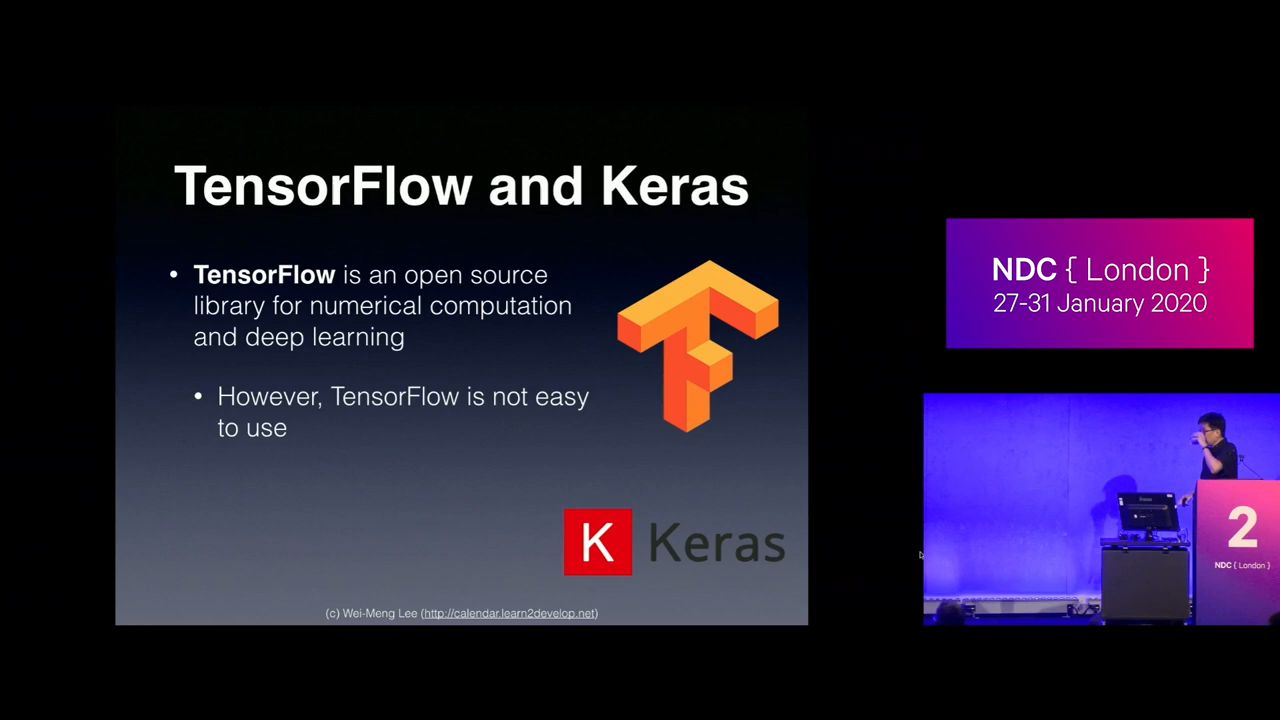 TensorFlow and Keras
• TensorFlow is an open source
library for numerical computation
and deep learning
• However, TensorFlow is not easy
to use
K Keras
(c) Wei-Meng Lee (http://calendar.learn2develop.net)
NDC { London }
27-31 January 2020
2
NDC { London }